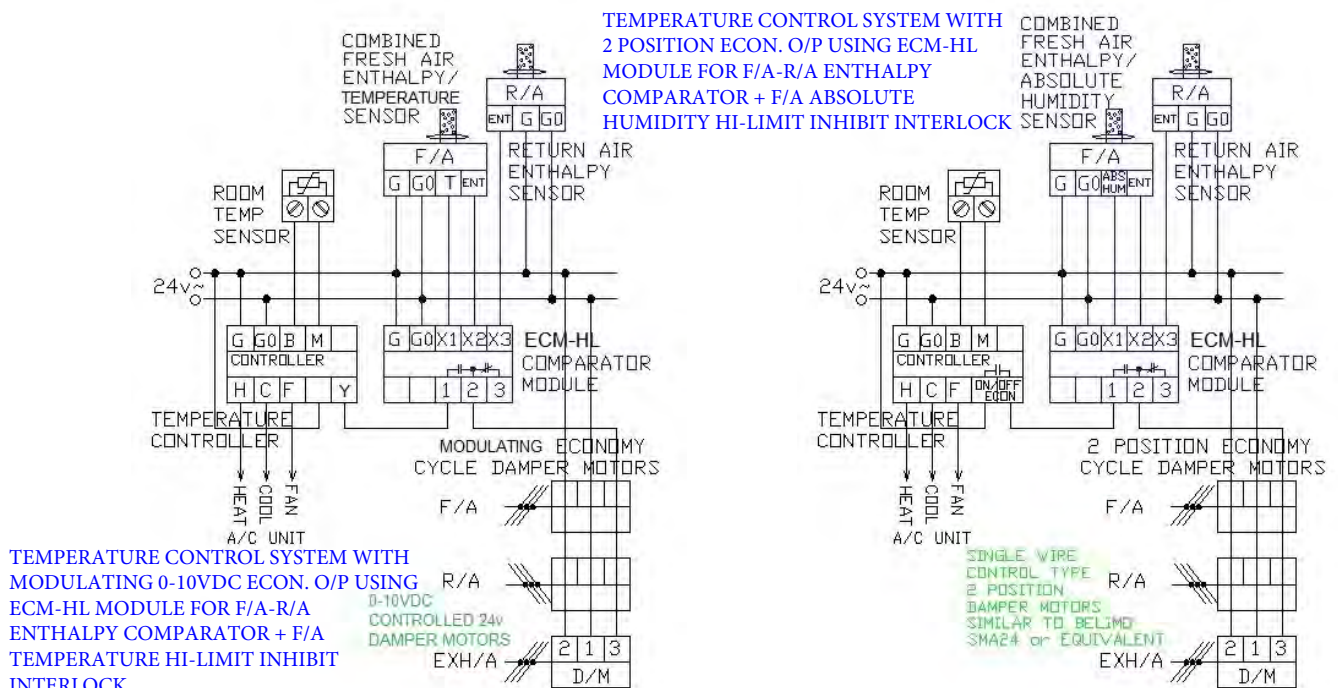 COMBINED
FRESH AIR
ENTHALPY/
TEMPERATURE
SENSOR
R/A
ENT G G0
F/A
G G0 T ENT
RETURN AIR
ENTHALPY
SENSOR
ROOM
TEMP
SENSOR
24v~
G G0 B M
CONTROLLER
H C F Y
G G0 X1 X2 X3
1 2 3
ECM-HL
COMPARATOR
MODULE
TEMPERATURE
CONTROLLER
MODULATING ECONOMY
CYCLE DAMPER MOTORS
HEAT
COOL
FAN
A/C UNIT
F/A
R/A
0-10VDC
CONTROLLED 24v
DAMPER MOTORS
EXH/A
2 1 3
D/M
TEMPERATURE CONTROL SYSTEM WITH
MODULATING 0-10VDC ECON. O/P USING
ECM-HL MODULE FOR F/A-R/A
ENTHALPY COMPARATOR + F/A
TEMPERATURE HI-LIMIT INHIBIT
INTERLOCK
TEMPERATURE CONTROL SYSTEM WITH
2 POSITION ECON. O/P USING ECM-HL
MODULE FOR F/A-R/A ENTHALPY
COMPARATOR + F/A ABSOLUTE
HUMIDITY HI-LIMIT INHIBIT INTERLOCK
COMBINED
FRESH AIR
ENTHALPY/
ABSOLUTE
HUMIDITY
SENSOR
R/A
ENT G G0
F/A
G G0 ABS HUM ENT
RETURN AIR
ENTHALPY
SENSOR
ROOM
TEMP
SENSOR
24v~
G G0 B M
CONTROLLER
H C F ON/OFF ECON
G G0 X1 X2 X3
1 2 3
ECM-HL
COMPARATOR
MODULE
TEMPERATURE
CONTROLLER
2 POSITION ECONOMY
CYCLE DAMPER MOTORS
HEAT
COOL
FAN
A/C UNIT
F/A
SINGLE WIRE
CONTROL TYPE
2 POSITION
DAMPER MOTORS
SIMILAR TO BELIMO
SMA24 or EQUIVALENT
R/A
EXH/A
2 1 3
D/M